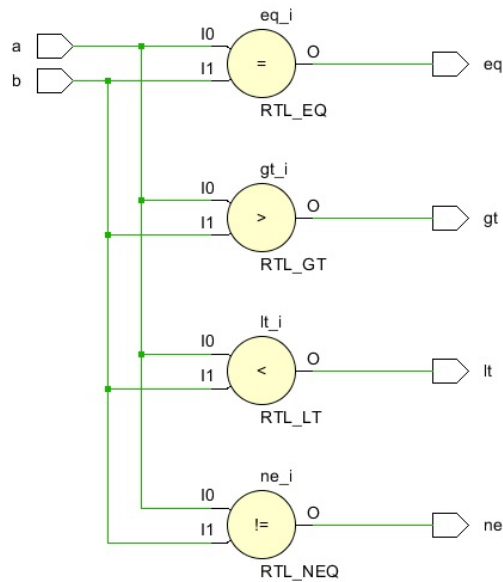 eq_i
a
I0
O
eq
b
I1
=
RTL_EQ
gt_i
I0
O
gt
I1
>
RTL_GT
lt_i
I0
O
lt
I1
<
RTL_LT
ne_i
I0
O
ne
I1
!=
RTL_NEQ